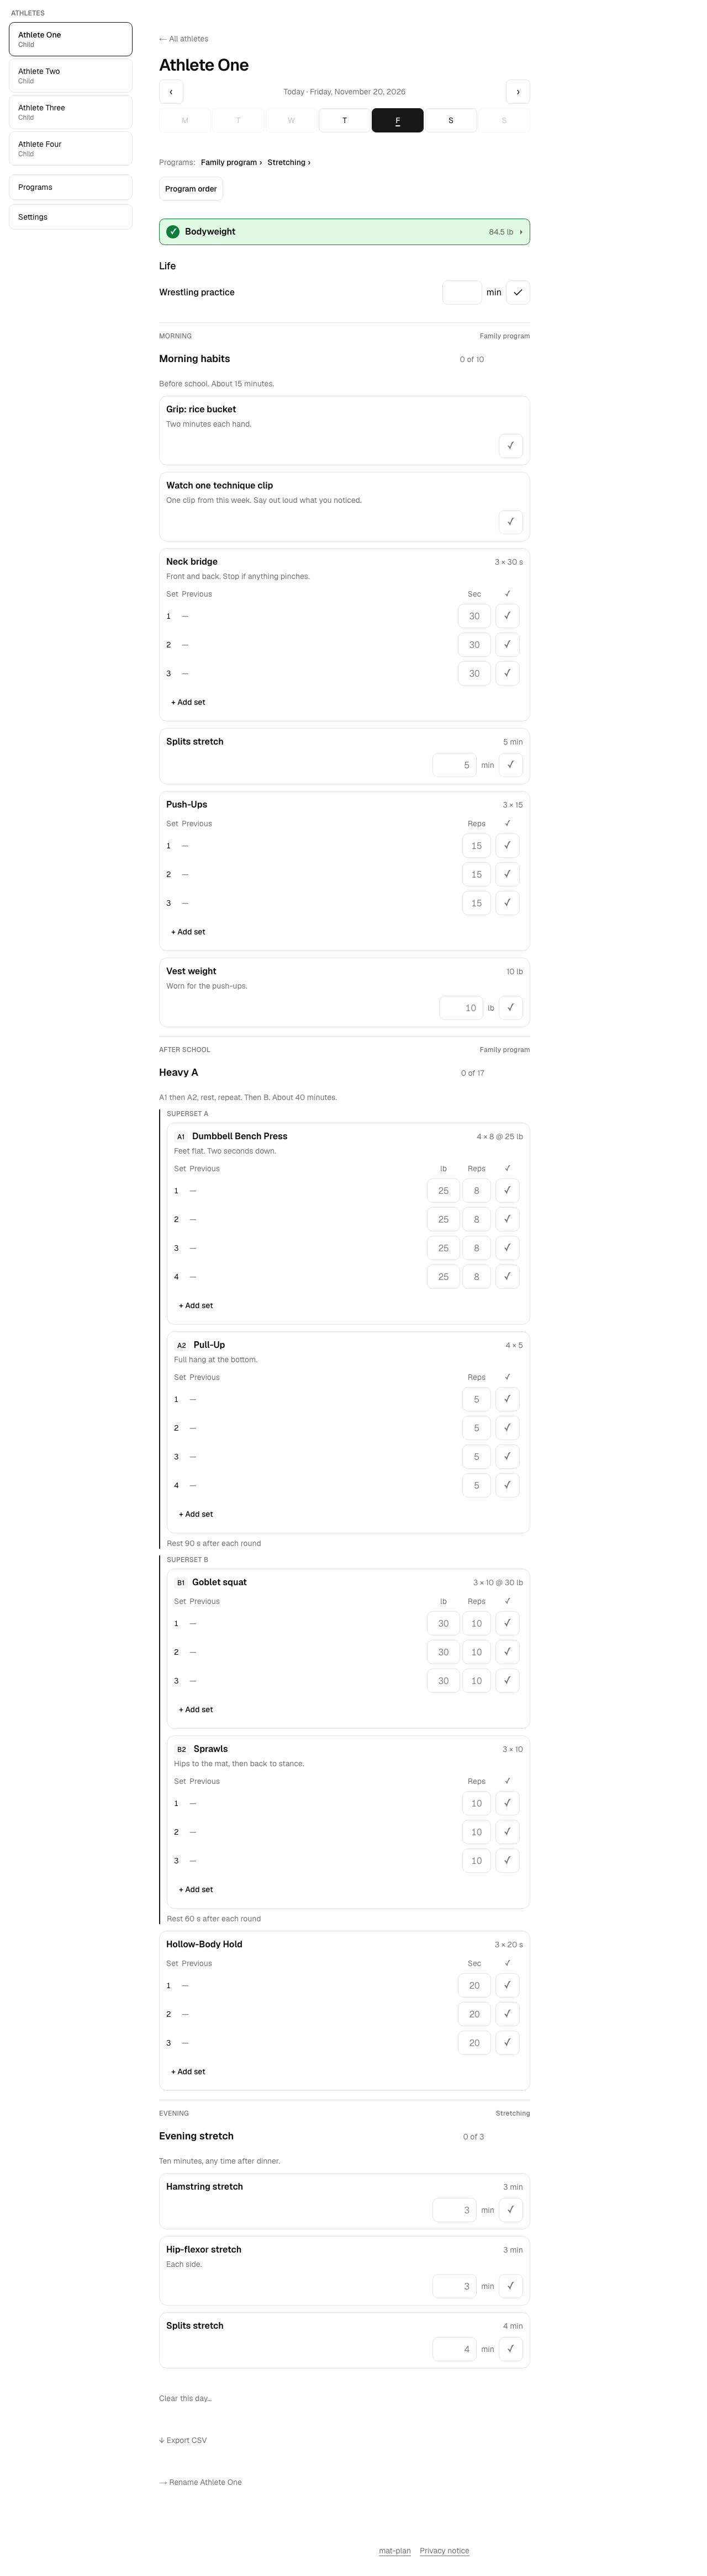 ATHLETES
Athlete One
Child
Athlete Two
Child
Athlete Three
Child
Athlete Four
Child
Programs
Settings
← All athletes
Athlete One
‹ Today · Friday, November 20, 2026 ›
M T W T F S S
Programs: Family program › Stretching ›
Program order
✓ Bodyweight 84.5 lb
Life
Wrestling practice min ✓
MORNING Family program
Morning habits 0 of 10
Before school. About 15 minutes.
Grip: rice bucket
Two minutes each hand.
✓
Watch one technique clip
One clip from this week. Say out loud what you noticed.
✓
Neck bridge 3 × 30 s
Front and back. Stop if anything pinches.
Set Previous Sec ✓
1 — 30 ✓
2 — 30 ✓
3 — 30 ✓
+ Add set
Splits stretch 5 min
5 min ✓
Push-Ups 3 × 15
Set Previous Reps ✓
1 — 15 ✓
2 — 15 ✓
3 — 15 ✓
+ Add set
Vest weight 10 lb
Worn for the push-ups.
10 lb ✓
AFTER SCHOOL Family program
Heavy A 0 of 17
A1 then A2, rest, repeat. Then B. About 40 minutes.
SUPERSET A
A1 Dumbbell Bench Press 4 × 8 @ 25 lb
Feet flat. Two seconds down.
Set Previous lb Reps ✓
1 — 25 8 ✓
2 — 25 8 ✓
3 — 25 8 ✓
4 — 25 8 ✓
+ Add set
A2 Pull-Up 4 × 5
Full hang at the bottom.
Set Previous Reps ✓
1 — 5 ✓
2 — 5 ✓
3 — 5 ✓
4 — 5 ✓
+ Add set
Rest 90 s after each round
SUPERSET B
B1 Goblet squat 3 × 10 @ 30 lb
Set Previous lb Reps ✓
1 — 30 10 ✓
2 — 30 10 ✓
3 — 30 10 ✓
+ Add set
B2 Sprawls 3 × 10
Hips to the mat, then back to stance.
Set Previous Reps ✓
1 — 10 ✓
2 — 10 ✓
3 — 10 ✓
+ Add set
Rest 60 s after each round
Hollow-Body Hold 3 × 20 s
Set Previous Sec ✓
1 — 20 ✓
2 — 20 ✓
3 — 20 ✓
+ Add set
EVENING Stretching
Evening stretch 0 of 3
Ten minutes, any time after dinner.
Hamstring stretch 3 min
3 min ✓
Hip-flexor stretch 3 min
Each side.
3 min ✓
Splits stretch 4 min
4 min ✓
Clear this day…
↓ Export CSV
→ Rename Athlete One
mat-plan Privacy notice